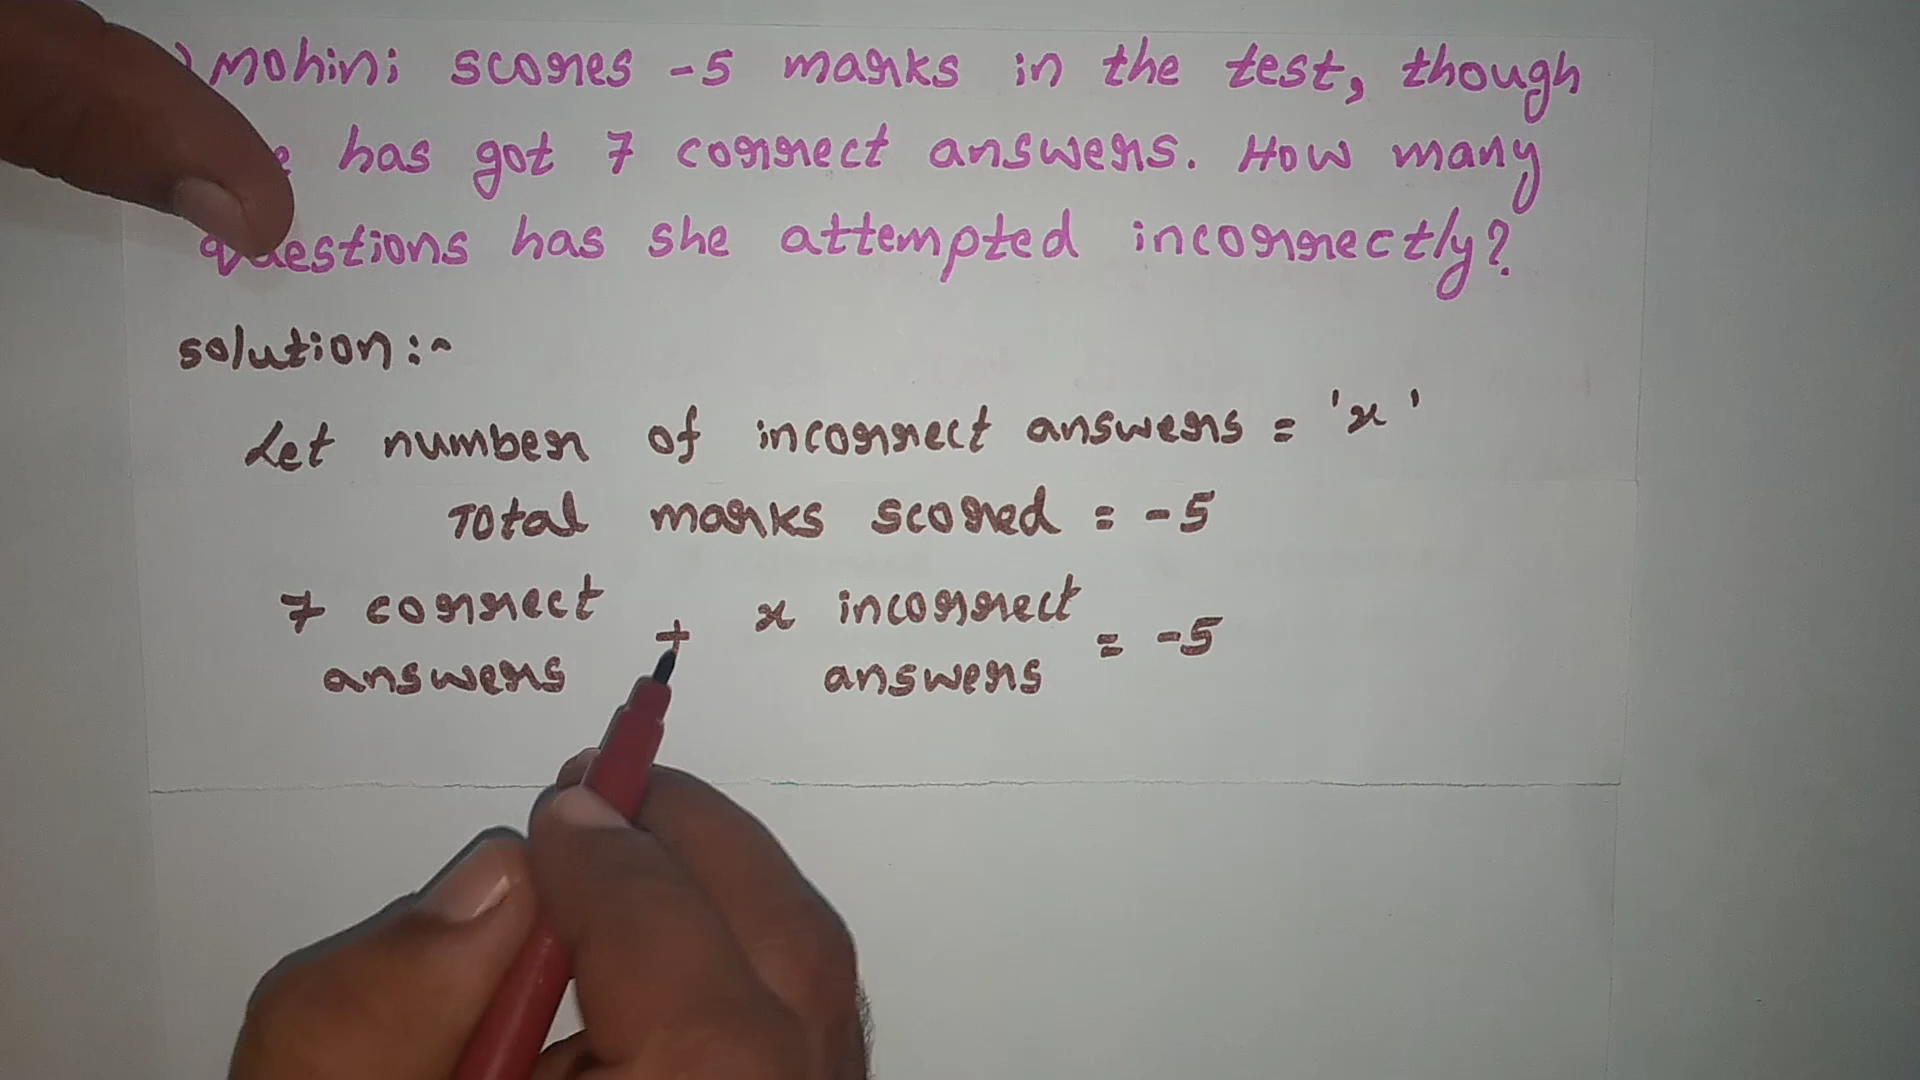 ) Mohini scores -5 marks in the test, though
has got 7 correct answers. How many
questions has she attempted incorrectly?
Solution:-
Let number of incorrect answers = 'x'
Total marks scored = -5
7 correct answers + x incorrect answers = -5